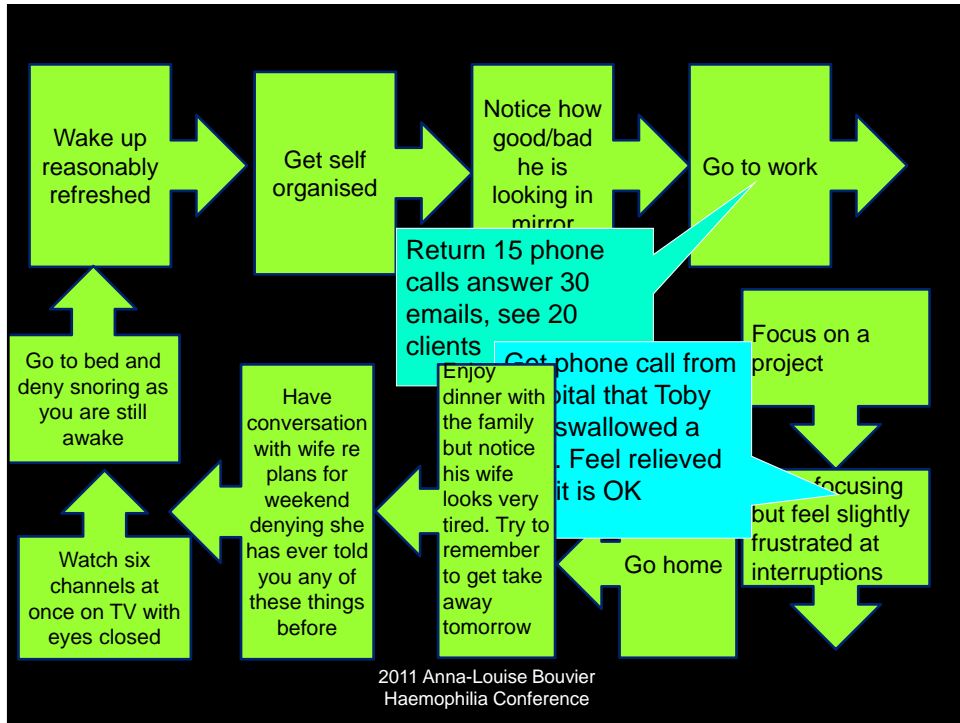 Wake up
reasonably
refreshed
Get self
organised
Notice how
good/bad
he is
looking in
mirror
Go to work
Return 15 phone
calls answer 30
emails, see 20
clients
Focus on a
project
Get phone call from
that Toby
swallowed a
Feel relieved
it is OK
focusing
but feel slightly
frustrated at
interruptions
Go home
Enjoy
dinner with
the family
but notice
his wife
looks very
tired. Try to
remember
to get take
away
tomorrow
Have
conversation
with wife re
plans for
weekend
denying she
has ever told
you any of
these things
before
Watch six
channels at
once on TV with
eyes closed
Go to bed and
deny snoring as
you are still
awake
2011 Anna-Louise Bouvier
Haemophilia Conference